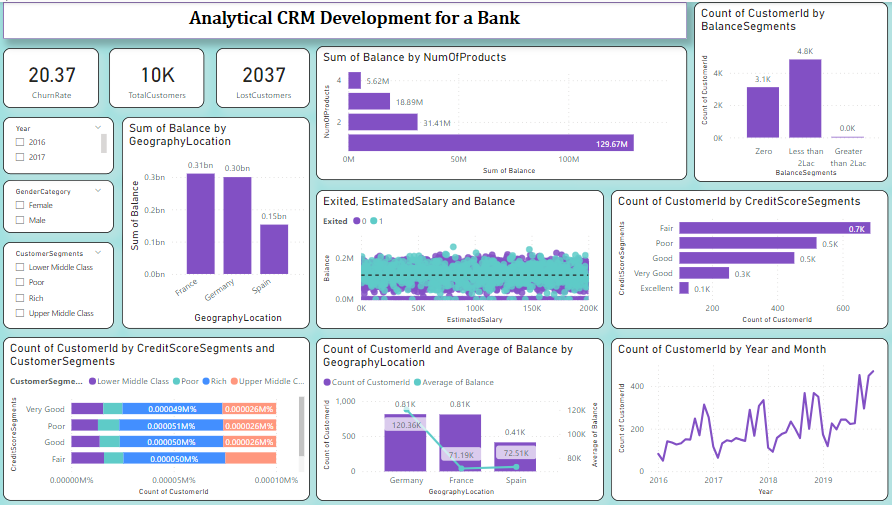 Analytical CRM Development for a Bank
20.37
ChurnRate
10K
TotalCustomers
2037
LostCustomers
Year
2016
2017
GenderCategory
Female
Male
CustomerSegments
Lower Middle Class
Poor
Rich
Upper Middle Class
Sum of Balance by
GeographyLocation
Sum of Balance
0.3bn
0.2bn
0.1bn
0.0bn
0.31bn
0.30bn
0.15bn
France
Germany
Spain
GeographyLocation
Sum of Balance by NumOfProducts
NumOfProducts
4
2
5.62M
18.89M
31.41M
129.67M
0M
50M
100M
Sum of Balance
Count of CustomerId by
BalanceSegments
Count of CustomerId
4K
2K
0K
3.1K
4.8K
0.0K
Zero
Less than
2Lac
Greater
than 2Lac
BalanceSegments
Exited, EstimatedSalary and Balance
Exited
0
1
Balance
0.2M
0.0M
0K
50K
100K
150K
200K
EstimatedSalary
Count of CustomerId by CreditScoreSegments
CreditScoreSegments
Fair
Poor
Good
Very Good
Excellent
0.7K
0.5K
0.5K
0.3K
0.1K
200
400
600
Count of CustomerId
Count of CustomerId by CreditScoreSegments and
CustomerSegments
CustomerSegme...
Lower Middle Class
Poor
Rich
Upper Middle C...
CreditScoreSegments
Very Good
Poor
Good
Fair
0.000049M%
0.000026M%
0.000051M%
0.000026M%
0.000050M%
0.000026M%
0.000050M%
0.00000M%
0.00005M%
0.00010M%
Count of CustomerId
Count of CustomerId and Average of Balance by
GeographyLocation
Count of CustomerId
Average of Balance
Count of CustomerId
1,000
500
0
0.81K
0.81K
0.41K
120.36K
71.19K
72.51K
120K
100K
80K
Average of Balance
Germany
France
Spain
GeographyLocation
Count of CustomerId by Year and Month
Count of CustomerId
400
200
0
2016
2017
2018
2019
Year